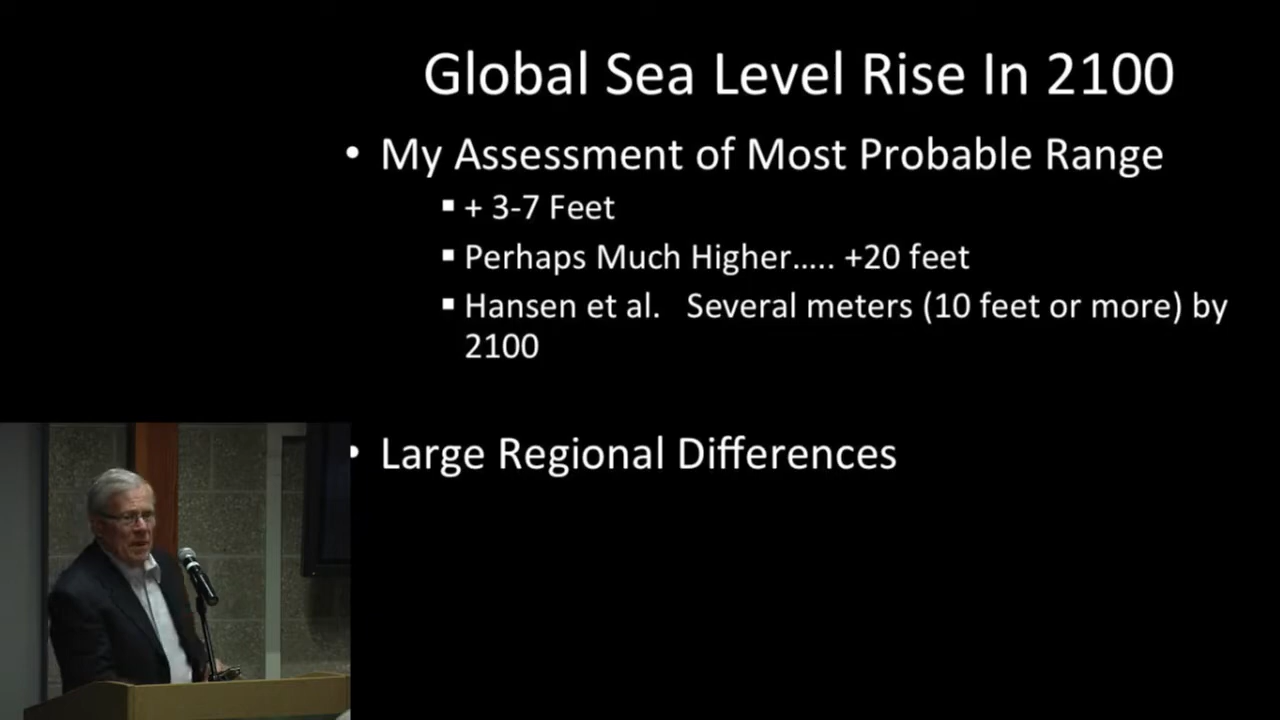 Global Sea Level Rise In 2100
• My Assessment of Most Probable Range
▪ + 3-7 Feet
▪ Perhaps Much Higher..... +20 feet
▪ Hansen et al. Several meters (10 feet or more) by
2100
• Large Regional Differences